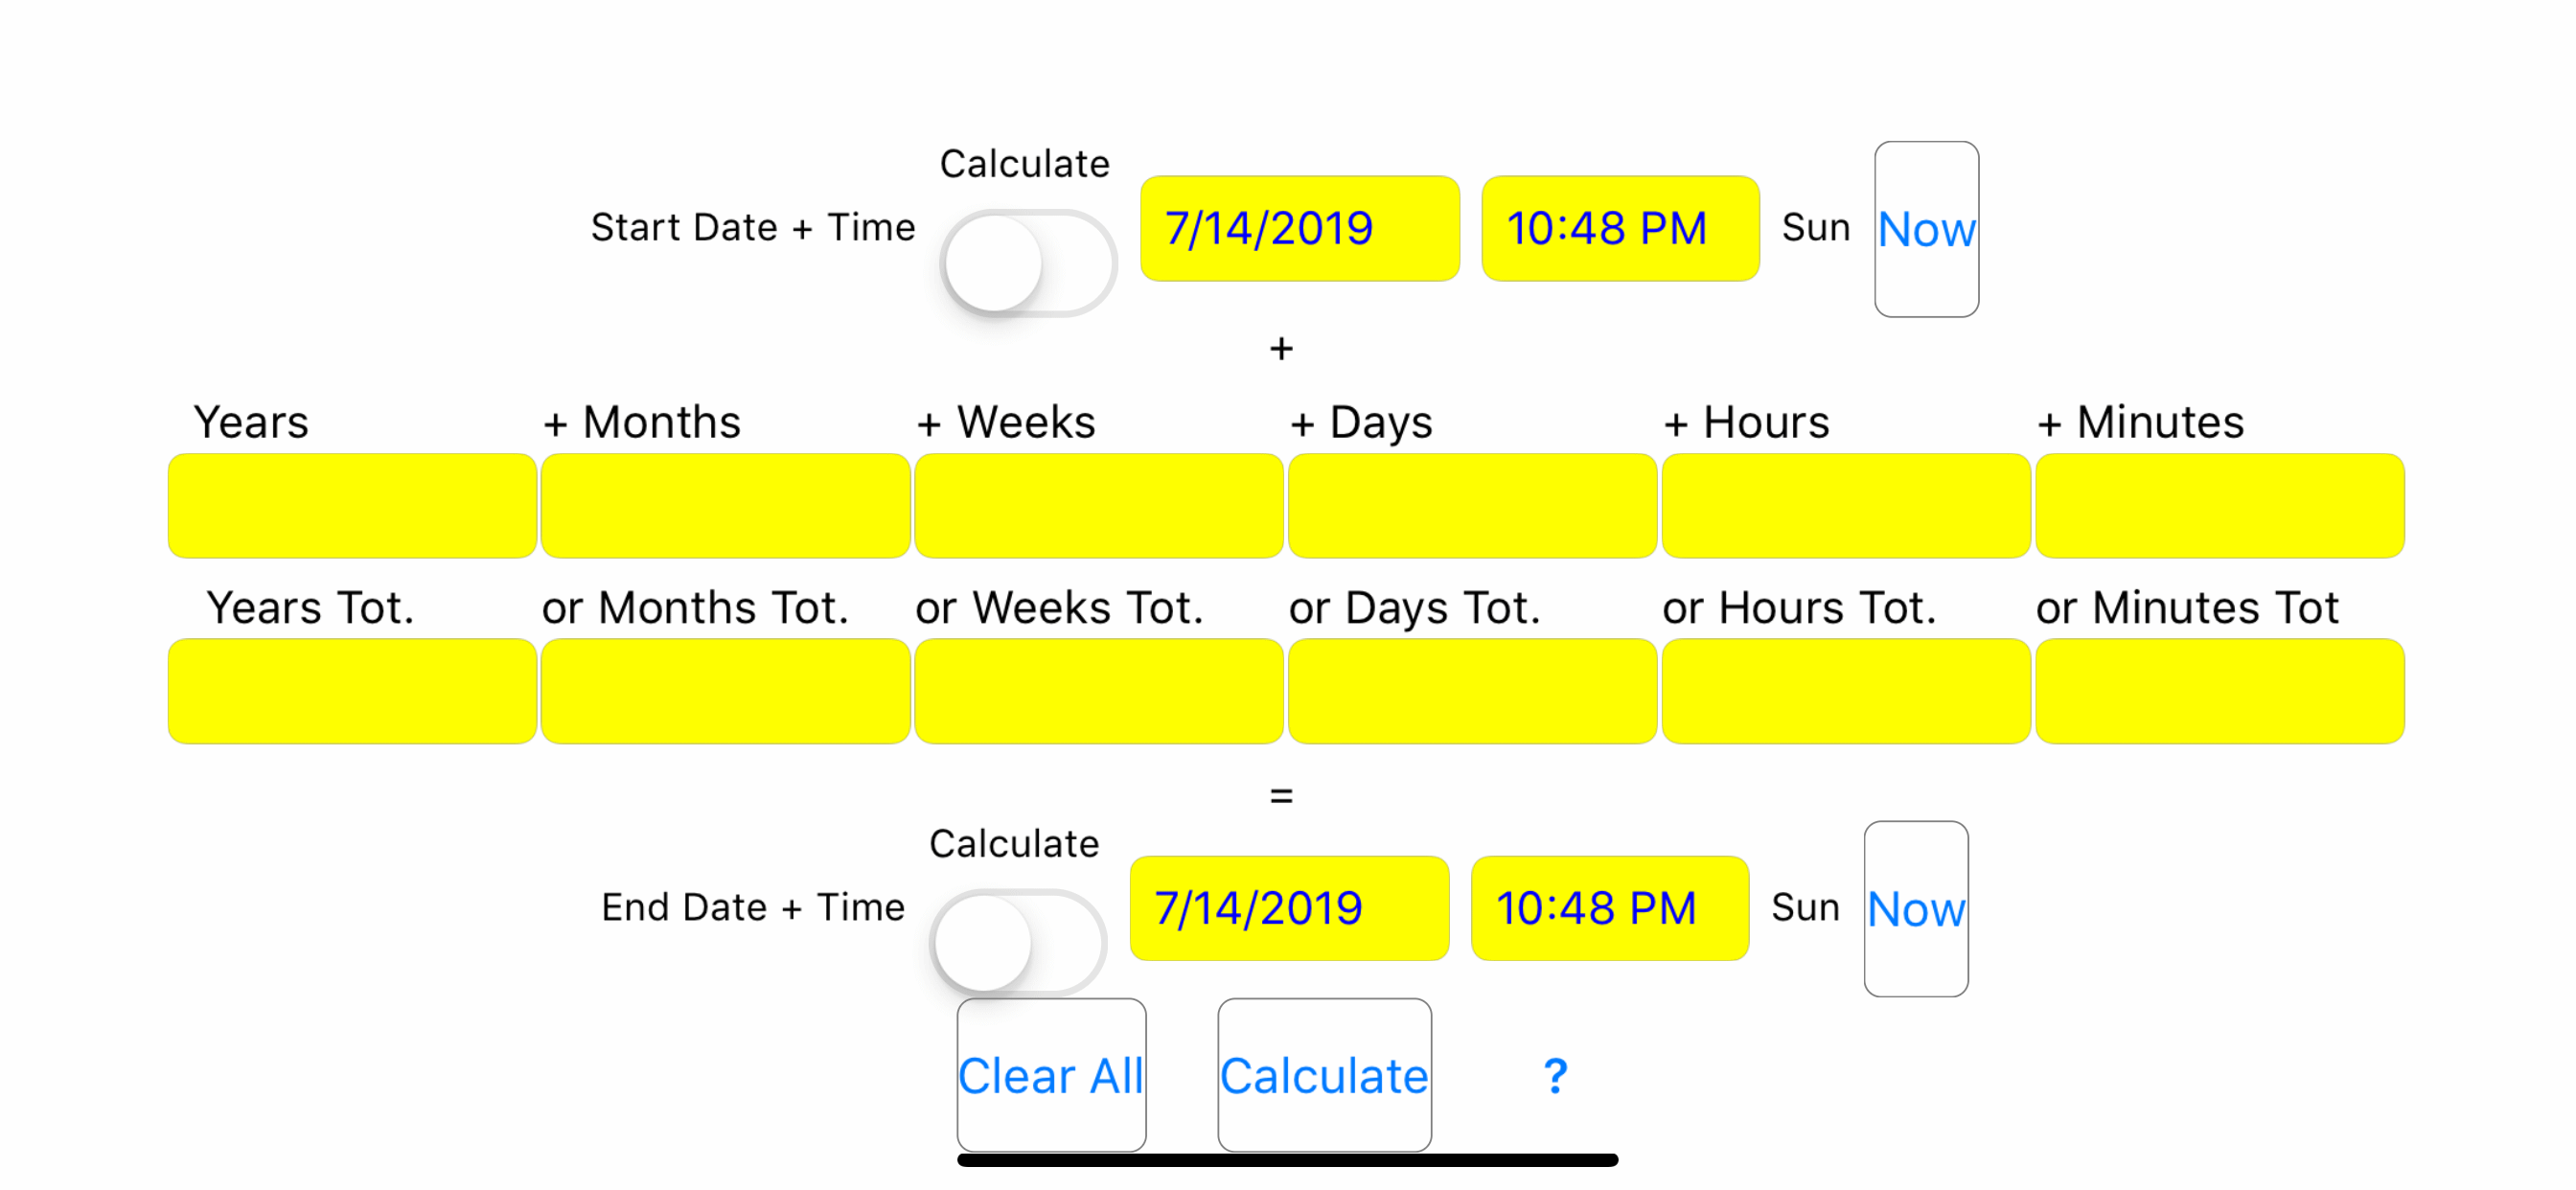 Calculate
Start Date + Time 7/14/2019 10:48 PM Sun Now
+
Years + Months + Weeks + Days + Hours + Minutes
Years Tot. or Months Tot. or Weeks Tot. or Days Tot. or Hours Tot. or Minutes Tot
=
Calculate
End Date + Time 7/14/2019 10:48 PM Sun Now
Clear All Calculate ?